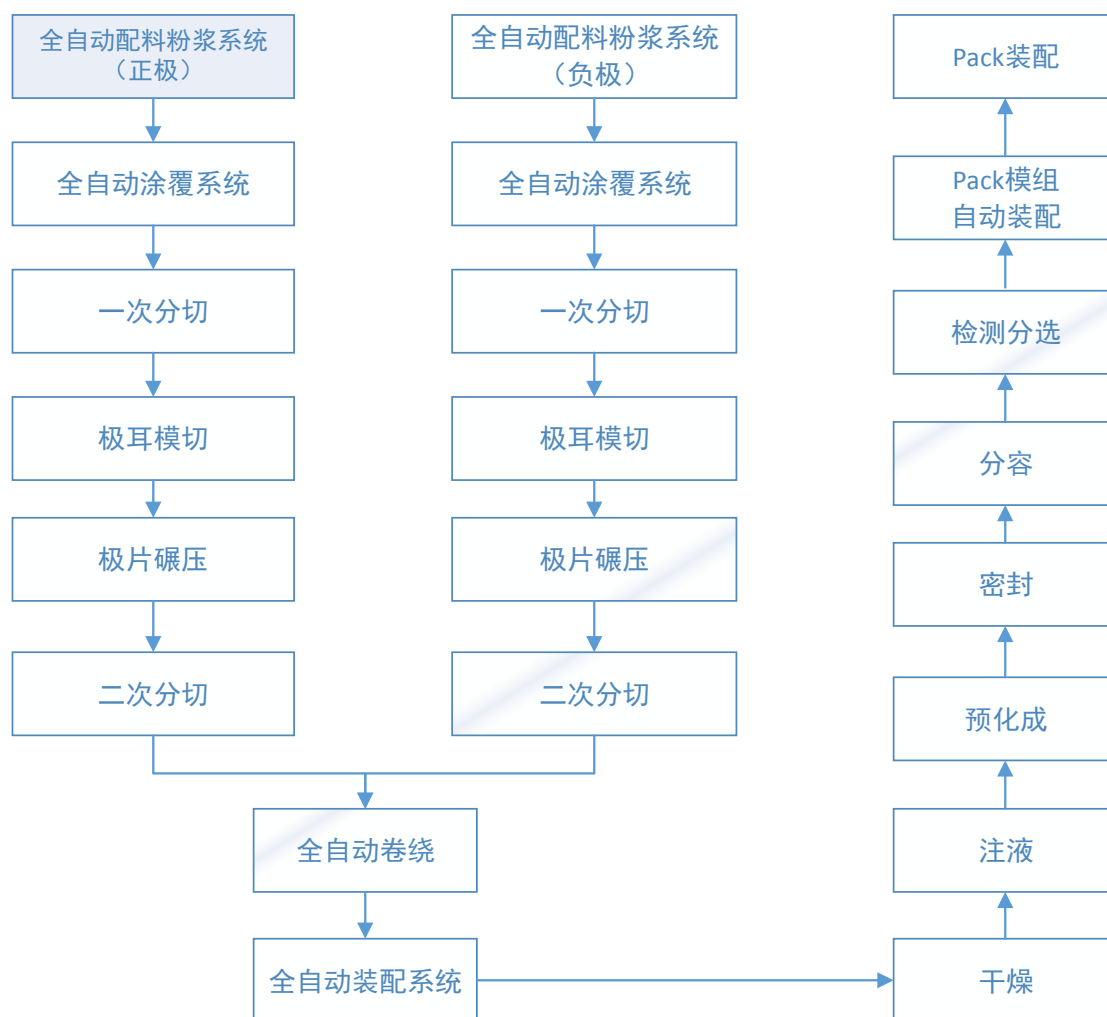 全自动配料粉浆系统
（正极）
全自动涂覆系统
一次分切
极耳模切
极片碾压
二次分切
全自动配料粉浆系统
（负极）
全自动涂覆系统
一次分切
极耳模切
极片碾压
二次分切
全自动卷绕
全自动装配系统
干燥
注液
预化成
密封
分容
检测分选
Pack模组
自动装配
Pack装配